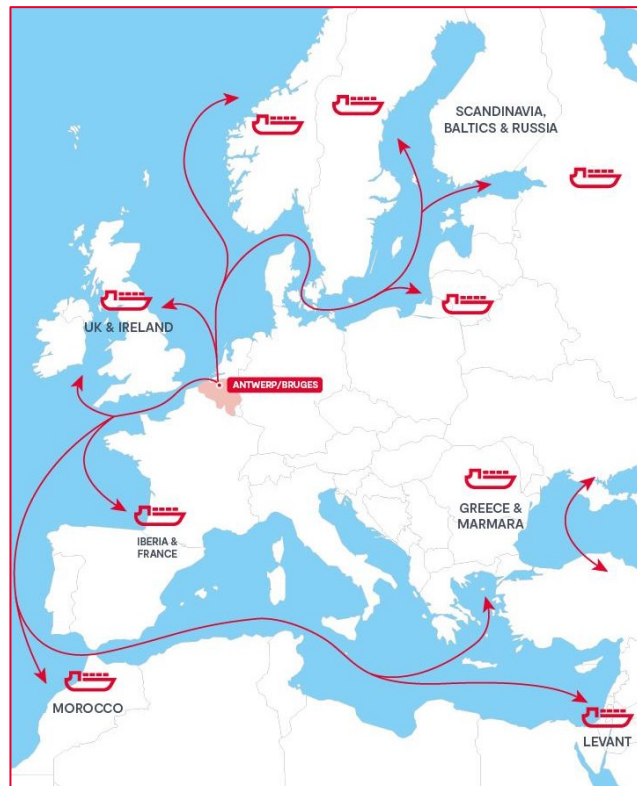 SCANDINAVIA,
BALTICS & RUSSIA
UK & IRELAND
ANTWERP/BRUGES
GREECE &
MARMARA
IBERIA &
FRANCE
MOROCCO
LEVANT